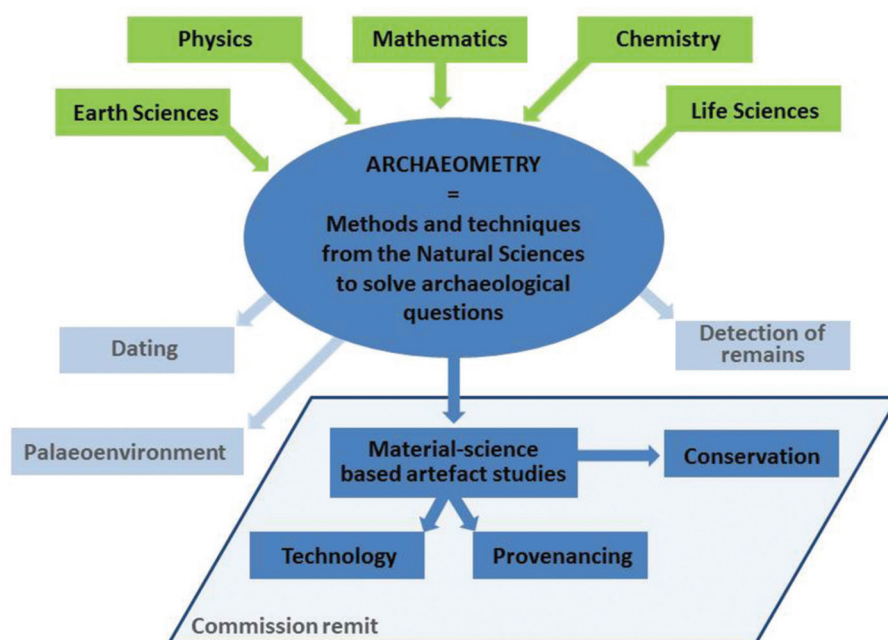 Physics
Mathematics
Chemistry
Earth Sciences
Life Sciences
ARCHAEOMETRY
=
Methods and techniques
from the Natural Sciences
to solve archaeological
questions
Dating
Detection of
remains
Palaeoenvironment
Material-science
based artefact studies
Conservation
Technology
Provenancing
Commission remit